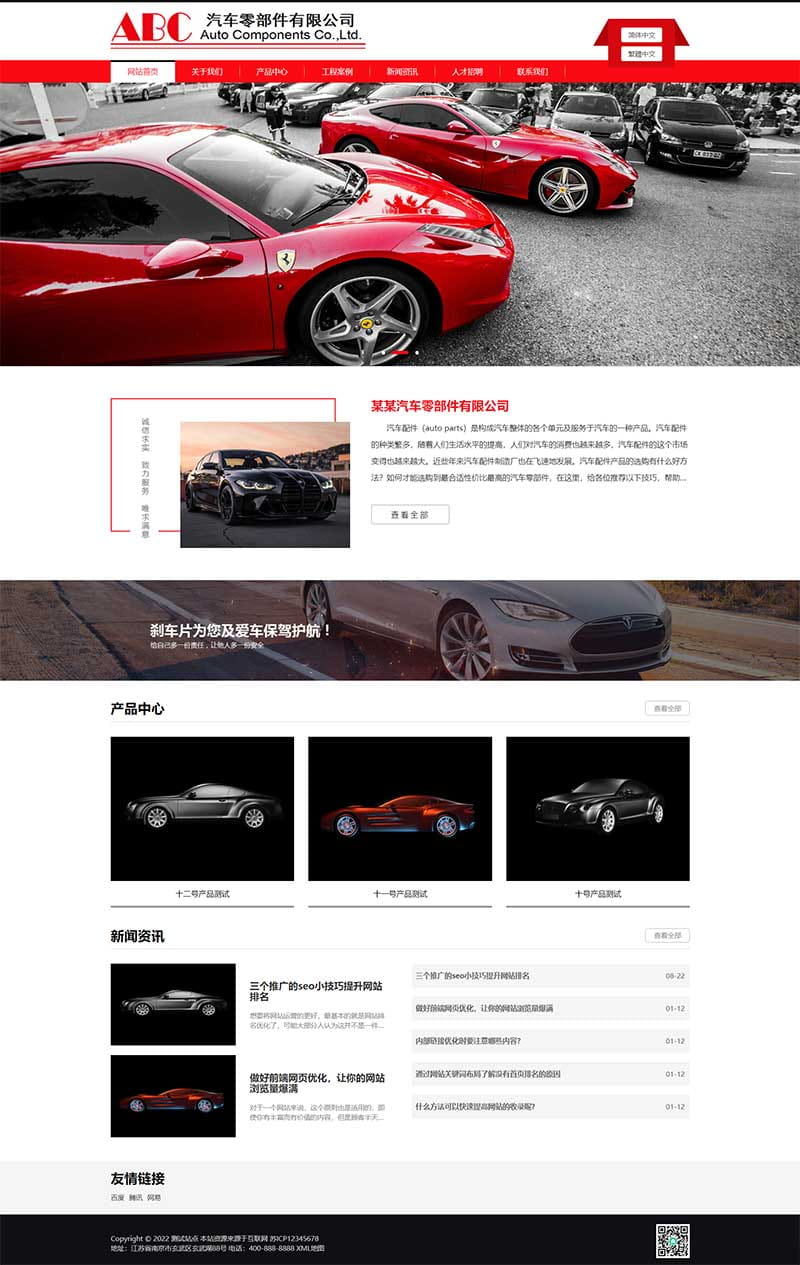 ABC
汽车零部件有限公司
Auto Components Co.,Ltd.
简体中文
繁體中文
网站首页 关于我们 产品中心 工程案例 新闻资讯 人才招聘 联系我们
诚信求实
致力服务
唯求满意
某某汽车零部件有限公司
汽车配件（auto parts）是构成汽车整体的各个单元及服务于汽车的一种产品。汽车配件
的种类繁多，随着人们生活水平的提高，人们对汽车的消费也越来越多，汽车配件的这个市场
变得也越来越大。近些年来汽车配件制造厂也在飞速地发展。汽车配件产品的选购有什么好方
法？如何才能选购到最合适性价比最高的汽车零部件，在这里，给各位推荐以下技巧，帮助...
查看全部
刹车片为您及爱车保驾护航！
给自己多一份责任，让他人多一份安全
产品中心
查看全部
十二号产品测试
十一号产品测试
十号产品测试
新闻资讯
查看全部
三个推广的seo小技巧提升网站
排名
想要将网站运营的更好，最基本的就是网站排
名优化了，可能大部分人认为这并不是一件...
做好前端网页优化，让你的网站
浏览量爆满
对于一个网站来说，这个原则也是适用的，即
使你有丰富而有价值的内容，但是顾客半天...
三个推广的seo小技巧提升网站排名 08-22
做好前端网页优化，让你的网站浏览量爆满 01-12
内部链接优化时要注意哪些内容? 01-12
通过网站关键词布局了解没有首页排名的原因 01-12
什么方法可以快速提高网站的收录呢? 01-12
友情链接
百度 腾讯 网易
Copyright © 2022 测试站点 本站资源来源于互联网 苏ICP12345678
地址：江苏省南京市玄武区玄武湖88号 电话：400-888-8888 XML地图